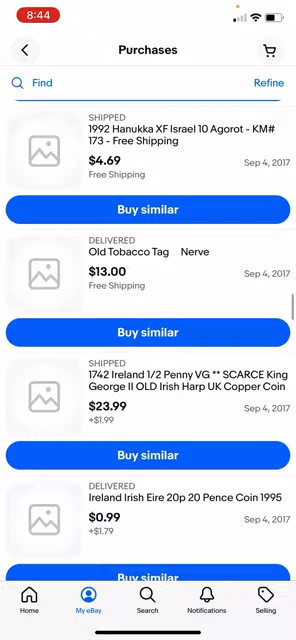 8:44
Purchases
Find
Refine
SHIPPED
1992 Hanukka XF Israel 10 Agorot - KM#
173 - Free Shipping
$4.69
Sep 4, 2017
Free Shipping
Buy similar
DELIVERED
Old Tobacco Tag Nerve
$13.00
Sep 4, 2017
Free Shipping
Buy similar
SHIPPED
1742 Ireland 1/2 Penny VG ** SCARCE King
George II OLD Irish Harp UK Copper Coin
$23.99
Sep 4, 2017
+$1.99
Buy similar
DELIVERED
Ireland Irish Eire 20p 20 Pence Coin 1995
$0.99
Sep 4, 2017
+$1.79
Buy similar
Home
My eBay
Search
Notifications
Selling